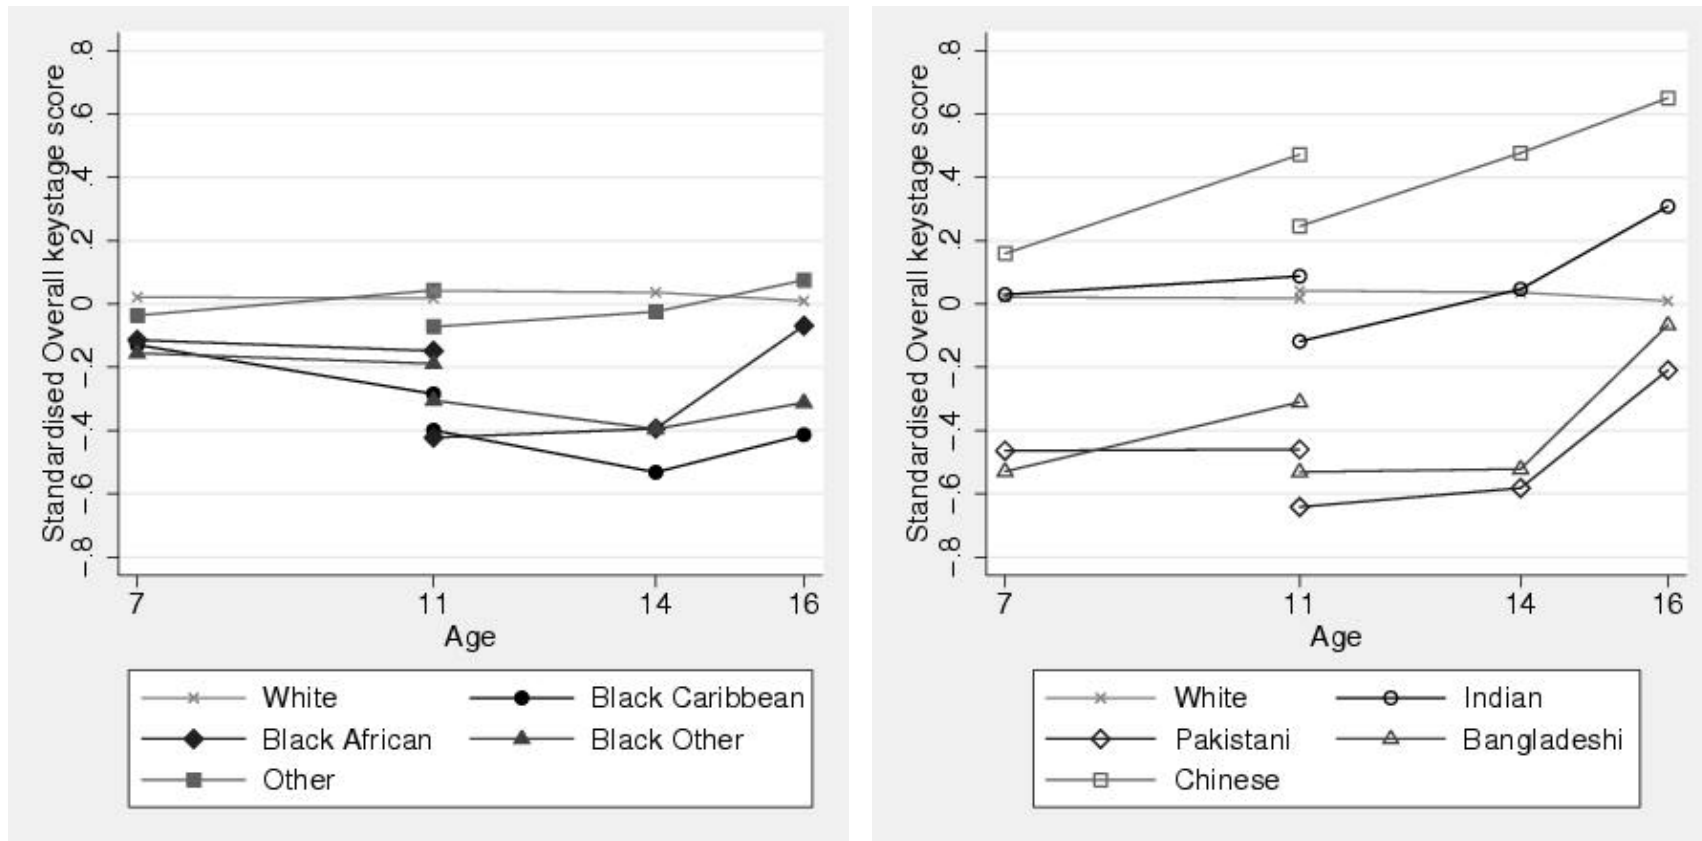 Standardised Overall keystage score
.8
.6
.4
.2
0
-.2
-.4
-.6
-.8
7 11 14 16
Age
White Black Caribbean
Black African Black Other
Other
Standardised Overall keystage score
.8
.6
.4
.2
0
-.2
-.4
-.6
-.8
7 11 14 16
Age
White Indian
Pakistani Bangladeshi
Chinese